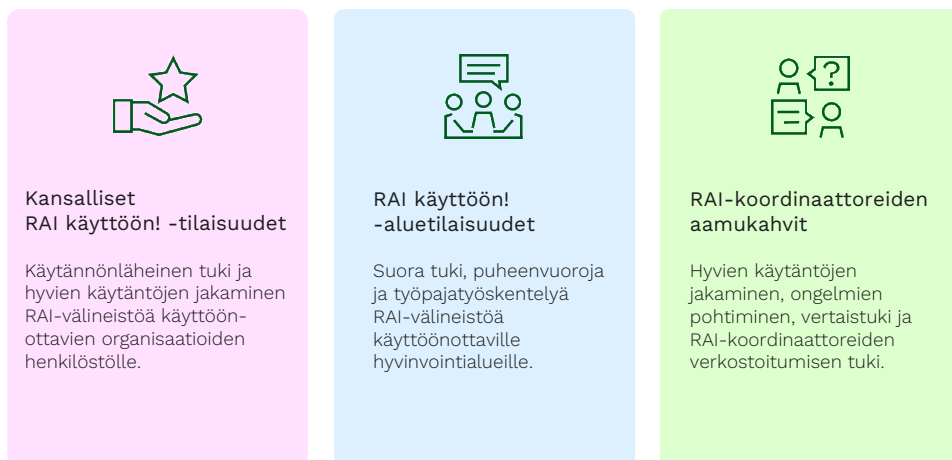 Kansalliset
RAI käyttöön! -tilaisuudet
Käytännönläheinen tuki ja
hyvien käytäntöjen jakaminen
RAI-välineistöä käyttöön-
ottavien organisaatioiden
henkilöstölle.
RAI käyttöön!
-aluetilaisuudet
Suora tuki, puheenvuoroja
ja työpajatyöskentelyä
RAI-välineistöä
käyttöönottaville
hyvinvointialueille.
?
RAI-koordinaattoreiden
aamukahvit
Hyvien käytäntöjen
jakaminen, ongelmien
pohtiminen, vertaistuki ja
RAI-koordinaattoreiden
verkostoitumisen tuki.